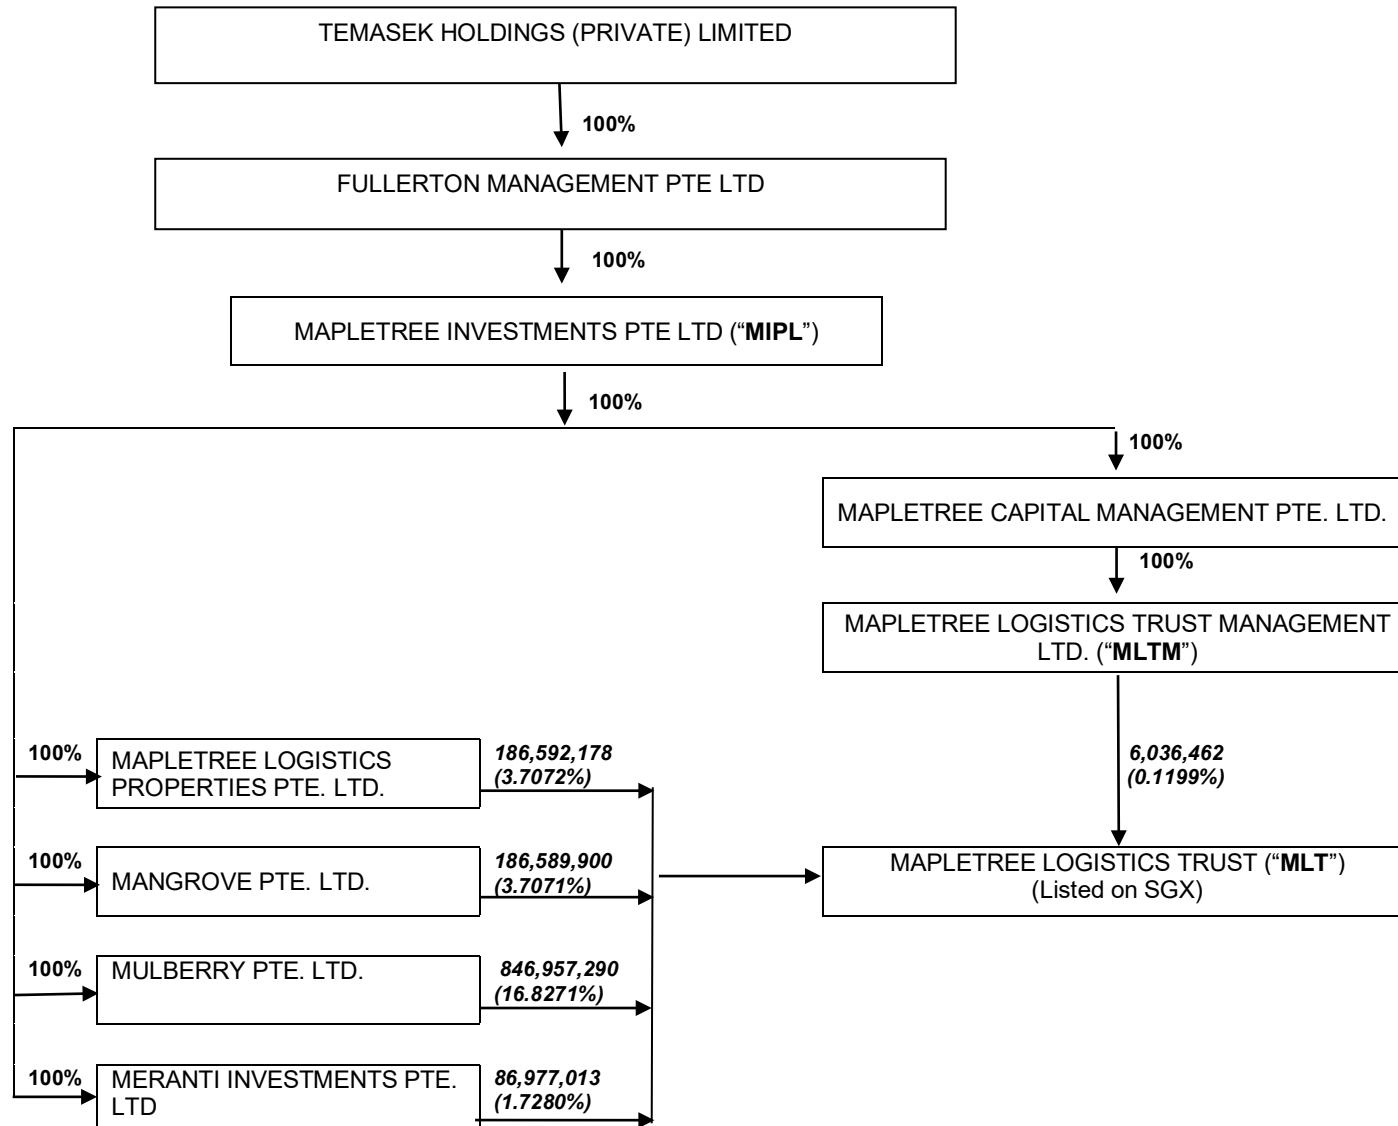 TEMASEK HOLDINGS (PRIVATE) LIMITED
100%
FULLERTON MANAGEMENT PTE LTD
100%
MAPLETREE INVESTMENTS PTE LTD (“MIPL”)
100%
100%
MAPLETREE CAPITAL MANAGEMENT PTE. LTD.
100%
MAPLETREE LOGISTICS TRUST MANAGEMENT
LTD. (“MLTM”)
6,036,462
(0.1199%)
100%
MAPLETREE LOGISTICS
PROPERTIES PTE. LTD.
186,592,178
(3.7072%)
100%
MANGROVE PTE. LTD.
186,589,900
(3.7071%)
MAPLETREE LOGISTICS TRUST (“MLT”)
(Listed on SGX)
100%
MULBERRY PTE. LTD.
846,957,290
(16.8271%)
100%
MERANTI INVESTMENTS PTE.
LTD
86,977,013
(1.7280%)